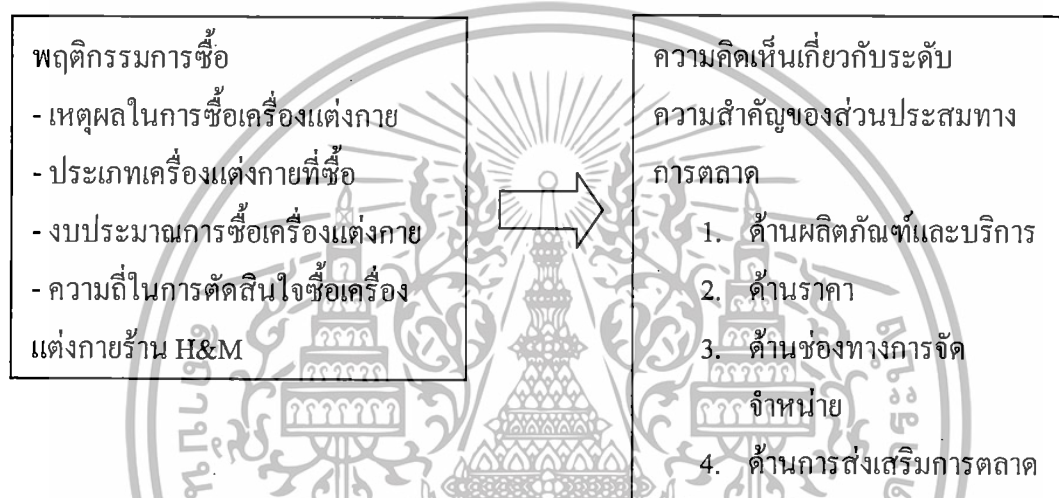 พฤติกรรมการซื้อ
- เหตุผลในการซื้อเครื่องแต่งกาย
- ประเภทเครื่องแต่งกายที่ซื้อ
- งบประมาณการซื้อเครื่องแต่งกาย
- ความถี่ในการตัดสินใจซื้อเครื่อง
แต่งกายร้าน H&M
ความคิดเห็นเกี่ยวกับระดับ
ความสำคัญของส่วนประสมทาง
การตลาด
1. ด้านผลิตภัณฑ์และบริการ
2. ด้านราคา
3. ด้านช่องทางการจัด
จำหน่าย
4. ด้านการส่งเสริมการตลาด